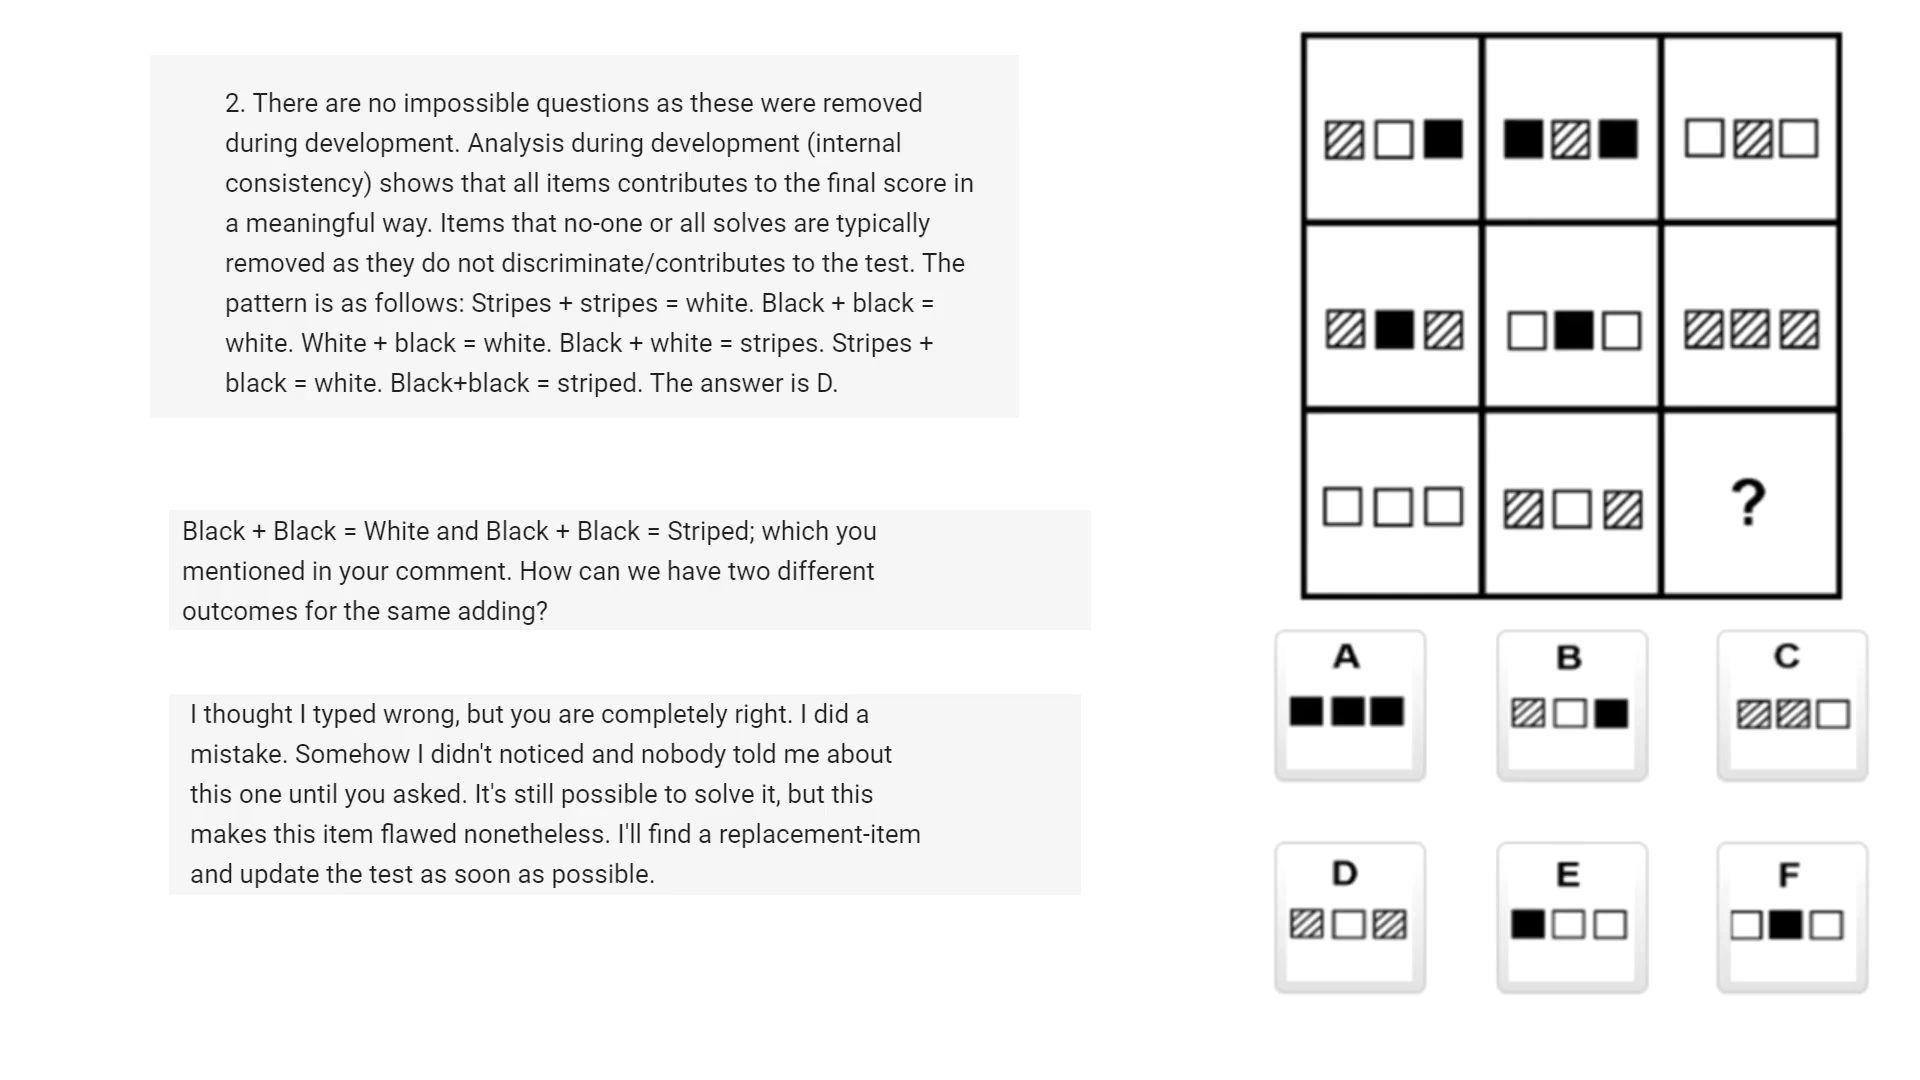 2. There are no impossible questions as these were removed
during development. Analysis during development (internal
consistency) shows that all items contributes to the final score in
a meaningful way. Items that no-one or all solves are typically
removed as they do not discriminate/contributes to the test. The
pattern is as follows: Stripes + stripes = white. Black + black =
white. White + black = white. Black + white = stripes. Stripes +
black = white. Black+black = striped. The answer is D.
Black + Black = White and Black + Black = Striped; which you
mentioned in your comment. How can we have two different
outcomes for the same adding?
I thought I typed wrong, but you are completely right. I did a
mistake. Somehow I didn't noticed and nobody told me about
this one until you asked. It's still possible to solve it, but this
makes this item flawed nonetheless. I'll find a replacement-item
and update the test as soon as possible.
?
A
B
C
D
E
F